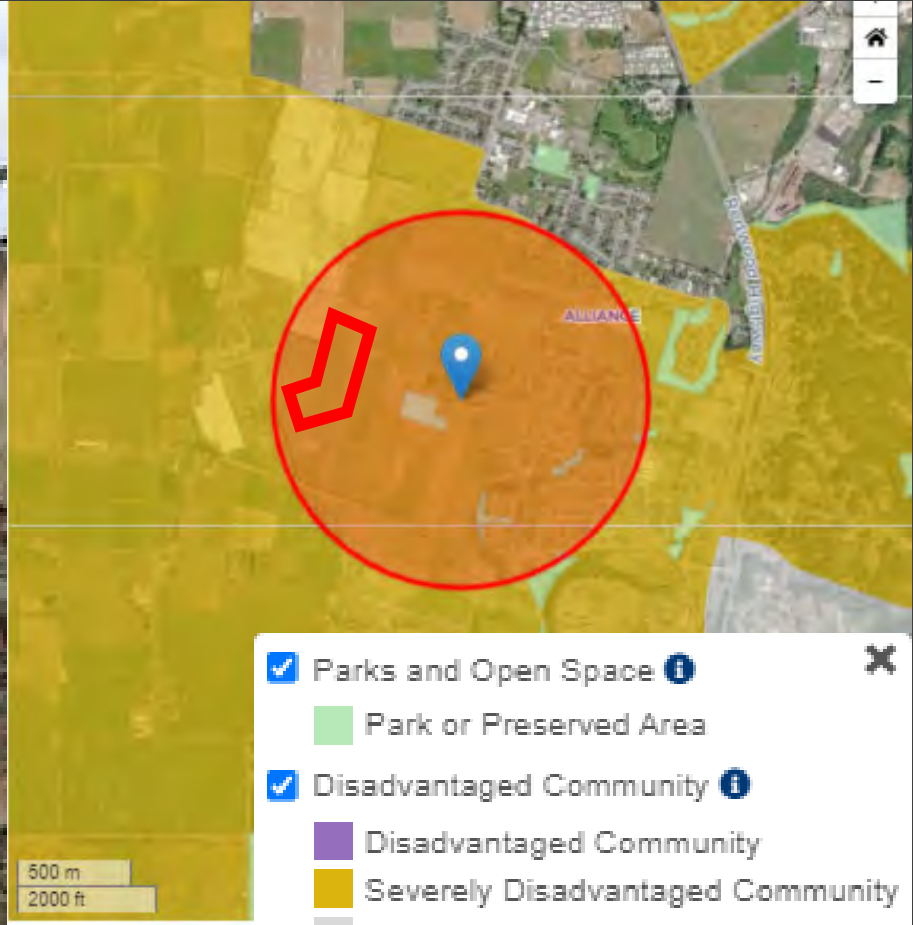 −
ALLIANCE
Parks and Open Space
Park or Preserved Area
Disadvantaged Community
Disadvantaged Community
Severely Disadvantaged Community
500 m
2000 ft